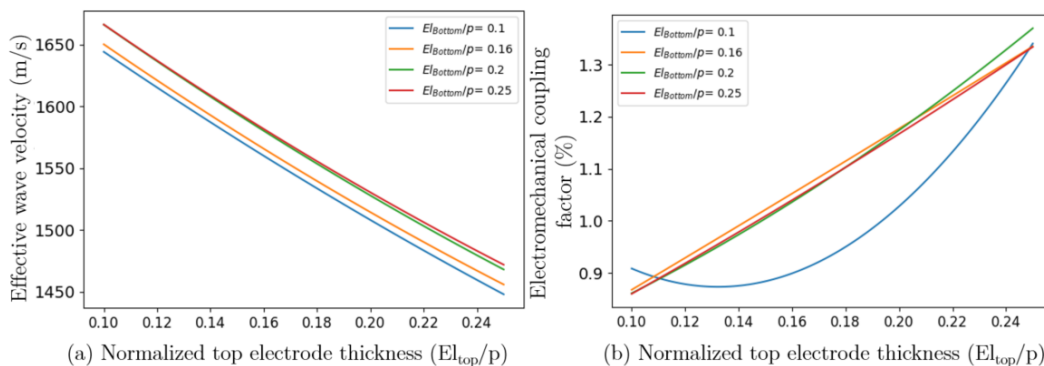 Effective wave velocity (m/s)
1650
1600
1550
1500
1450
El_Bottom/p= 0.1
El_Bottom/p= 0.16
El_Bottom/p= 0.2
El_Bottom/p= 0.25
0.10 0.12 0.14 0.16 0.18 0.20 0.22 0.24
(a) Normalized top electrode thickness (El_top/p)
Electromechanical coupling
factor (%)
1.3
1.2
1.1
1.0
0.9
El_Bottom/p= 0.1
El_Bottom/p= 0.16
El_Bottom/p= 0.2
El_Bottom/p= 0.25
0.10 0.12 0.14 0.16 0.18 0.20 0.22 0.24
(b) Normalized top electrode thickness (El_top/p)